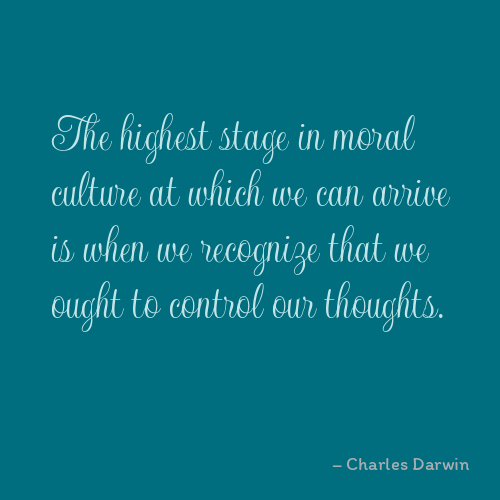 The highest stage in moral
culture at which we can arrive
is when we recognize that we
ought to control our thoughts.
– Charles Darwin